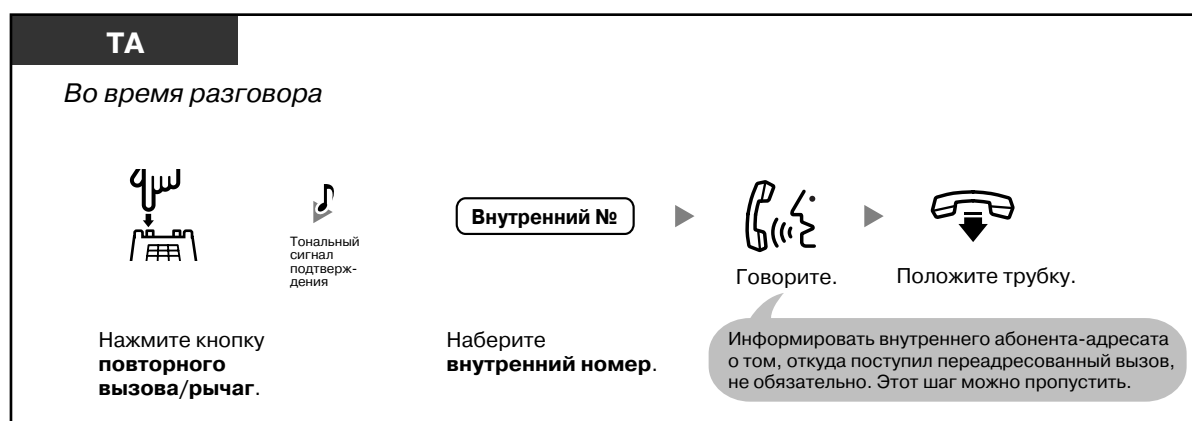 ТА
Во время разговора
Тональный
сигнал
подтверж-
дения
Внутренний №
Говорите.
Положите трубку.
Нажмите кнопку
повторного
вызова/рычаг.
Наберите
внутренний номер.
Информировать внутреннего абонента-адресата
о том, откуда поступил переадресованный вызов,
не обязательно. Этот шаг можно пропустить.